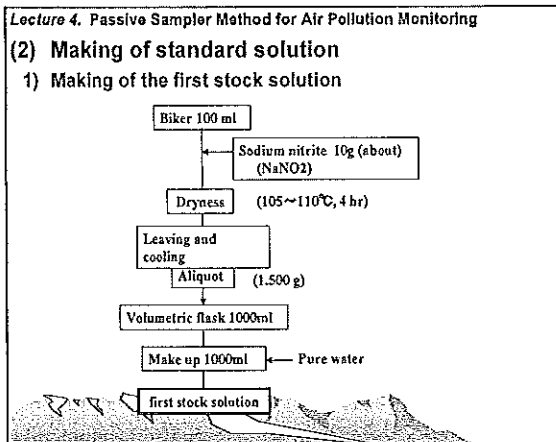 Lecture 4. Passive Sampler Method for Air Pollution Monitoring
(2) Making of standard solution
1) Making of the first stock solution
Biker 100 ml
Sodium nitrite 10g (about)
(NaNO2)
Dryness (105~110℃, 4 hr)
Leaving and
cooling
Aliquot (1.500 g)
Volumetric flask 1000ml
Make up 1000ml Pure water
first stock solution